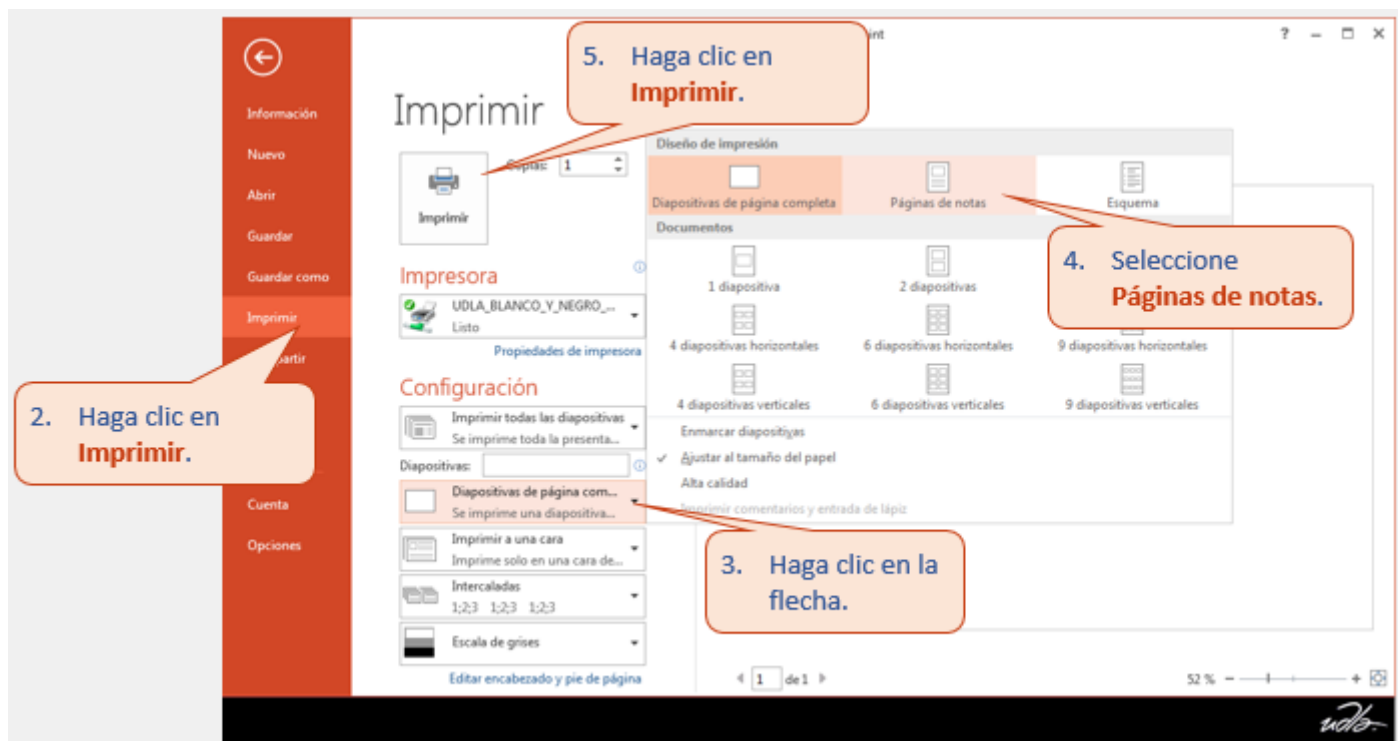 int
? – □ ×
5. Haga clic en
Imprimir.
Información
Nuevo
Abrir
Guardar
Guardar como
Imprimir
Cuenta
Opciones
2. Haga clic en
Imprimir.
Imprimir
Copias: 1
Imprimir
Impresora
UDLA_BLANCO_Y_NEGRO_...
Listo
Propiedades de impresora
Configuración
Imprimir todas las diapositivas
Se imprime toda la presenta...
Diapositivas:
Diapositivas de página com...
Se imprime una diapositiva...
Imprimir a una cara
Imprime solo en una cara de...
Intercaladas
1;2;3 1;2;3 1;2;3
Escala de grises
Editar encabezado y pie de página
Diseño de impresión
Diapositivas de página completa
Páginas de notas
Esquema
Documentos
1 diapositiva
2 diapositivas
4 diapositivas horizontales
6 diapositivas horizontales
9 diapositivas horizontales
4 diapositivas verticales
6 diapositivas verticales
9 diapositivas verticales
Enmarcar diapositivas
✓ Ajustar al tamaño del papel
Alta calidad
Imprimir comentarios y entrada de lápiz
4. Seleccione
Páginas de notas.
3. Haga clic en la
flecha.
1 de 1
52 % – +
udla-